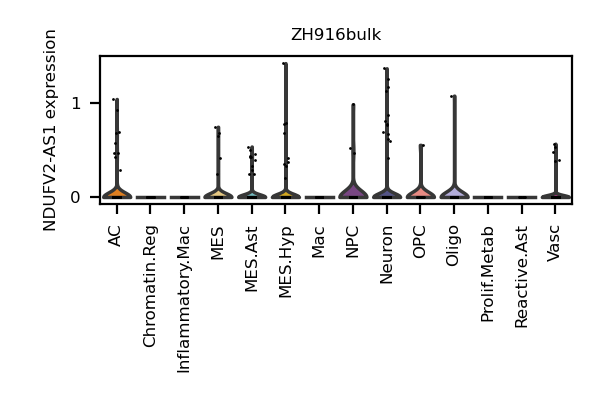 ZH916bulk
NDUFV2-AS1 expression
1
0
AC
Chromatin.Reg
Inflammatory.Mac
MES
MES.Ast
MES.Hyp
Mac
NPC
Neuron
OPC
Oligo
Prolif.Metab
Reactive.Ast
Vasc